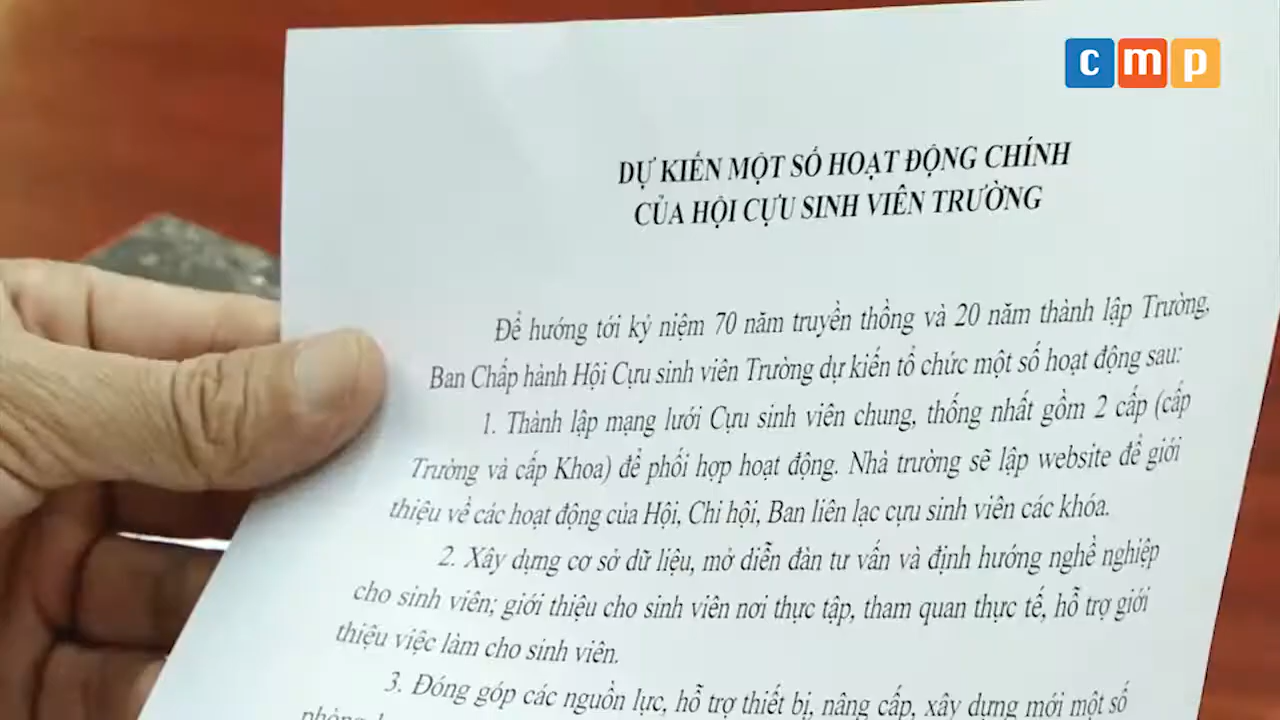 cmp
DỰ KIẾN MỘT SỐ HOẠT ĐỘNG CHÍNH
CỦA HỘI CỰU SINH VIÊN TRƯỜNG
Để hướng tới kỷ niệm 70 năm truyền thống và 20 năm thành lập Trường,
Ban Chấp hành Hội Cựu sinh viên Trường dự kiến tổ chức một số hoạt động sau:
1. Thành lập mạng lưới Cựu sinh viên chung, thống nhất gồm 2 cấp (cấp
Trường và cấp Khoa) để phối hợp hoạt động. Nhà trường sẽ lập website để giới
thiệu về các hoạt động của Hội, Chi hội, Ban liên lạc cựu sinh viên các khóa.
2. Xây dựng cơ sở dữ liệu, mở diễn đàn tư vấn và định hướng nghề nghiệp
cho sinh viên; giới thiệu cho sinh viên nơi thực tập, tham quan thực tế, hỗ trợ giới
thiệu việc làm cho sinh viên.
3. Đóng góp các nguồn lực, hỗ trợ thiết bị, nâng cấp, xây dựng mới một số